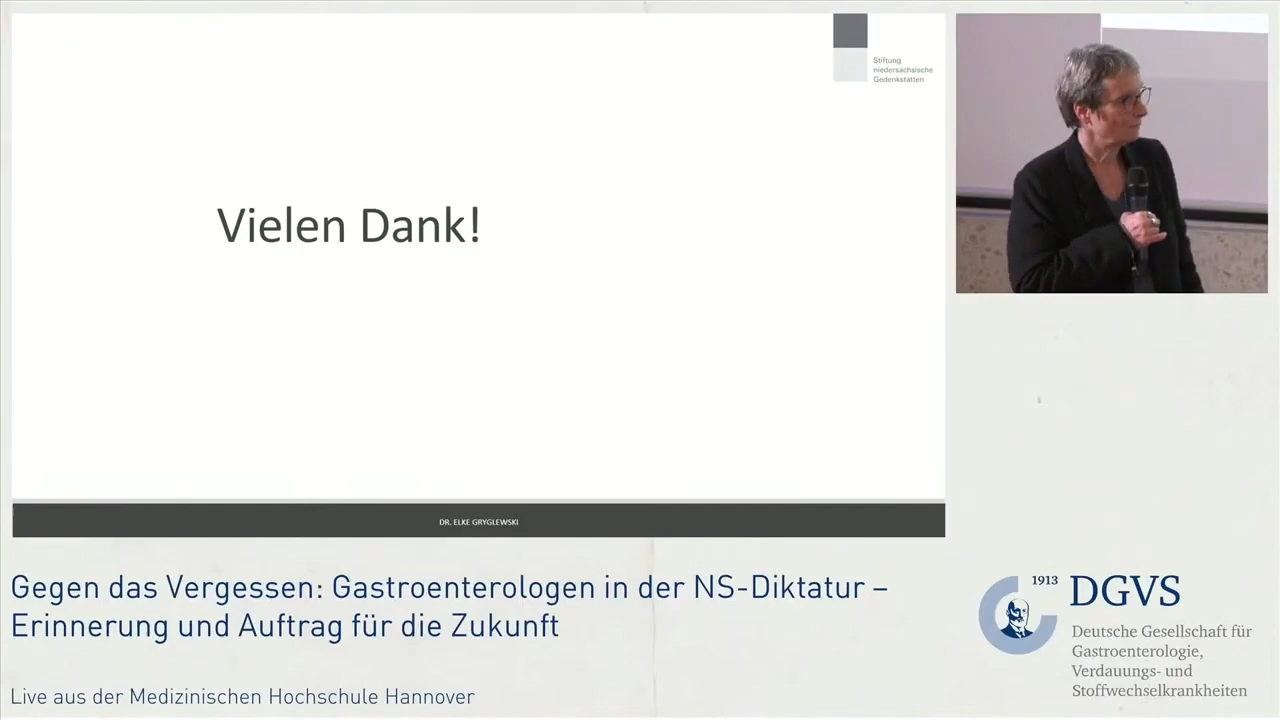 Stiftung
niedersächsische
Gedenkstätten
Vielen Dank!
DR. ELKE GRYGLEWSKI
Gegen das Vergessen: Gastroenterologen in der NS-Diktatur –
Erinnerung und Auftrag für die Zukunft
Live aus der Medizinischen Hochschule Hannover
1913 DGVS
Deutsche Gesellschaft für
Gastroenterologie,
Verdauungs- und
Stoffwechselkrankheiten